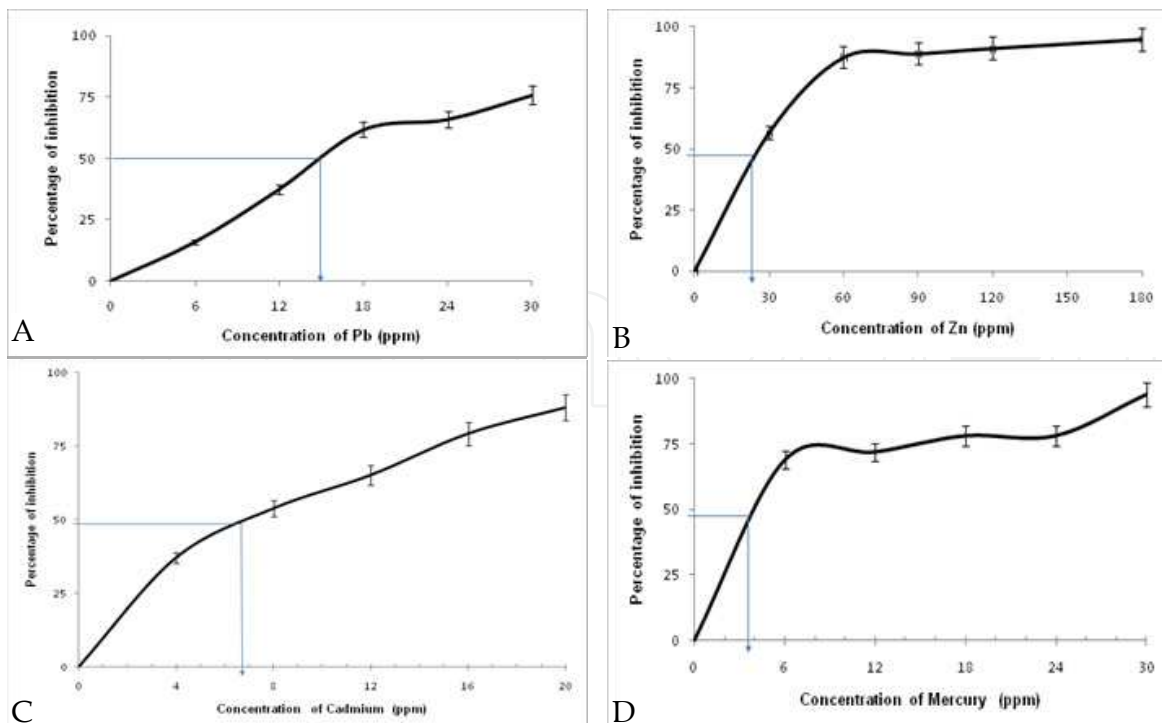 Percentage of inhibition
100
75
50
25
0
0 6 12 18 24 30
Concentration of Pb (ppm)
A
Percentage of inhibition
100
75
50
25
0
0 30 60 90 120 150 180
Concentration of Zn (ppm)
B
Percentage of inhibition
100
75
50
25
0
0 4 8 12 16 20
Concentration of Cadmium (ppm)
C
Percentage of inhibition
100
75
50
25
0
0 6 12 18 24 30
Concentration of Mercury (ppm)
D